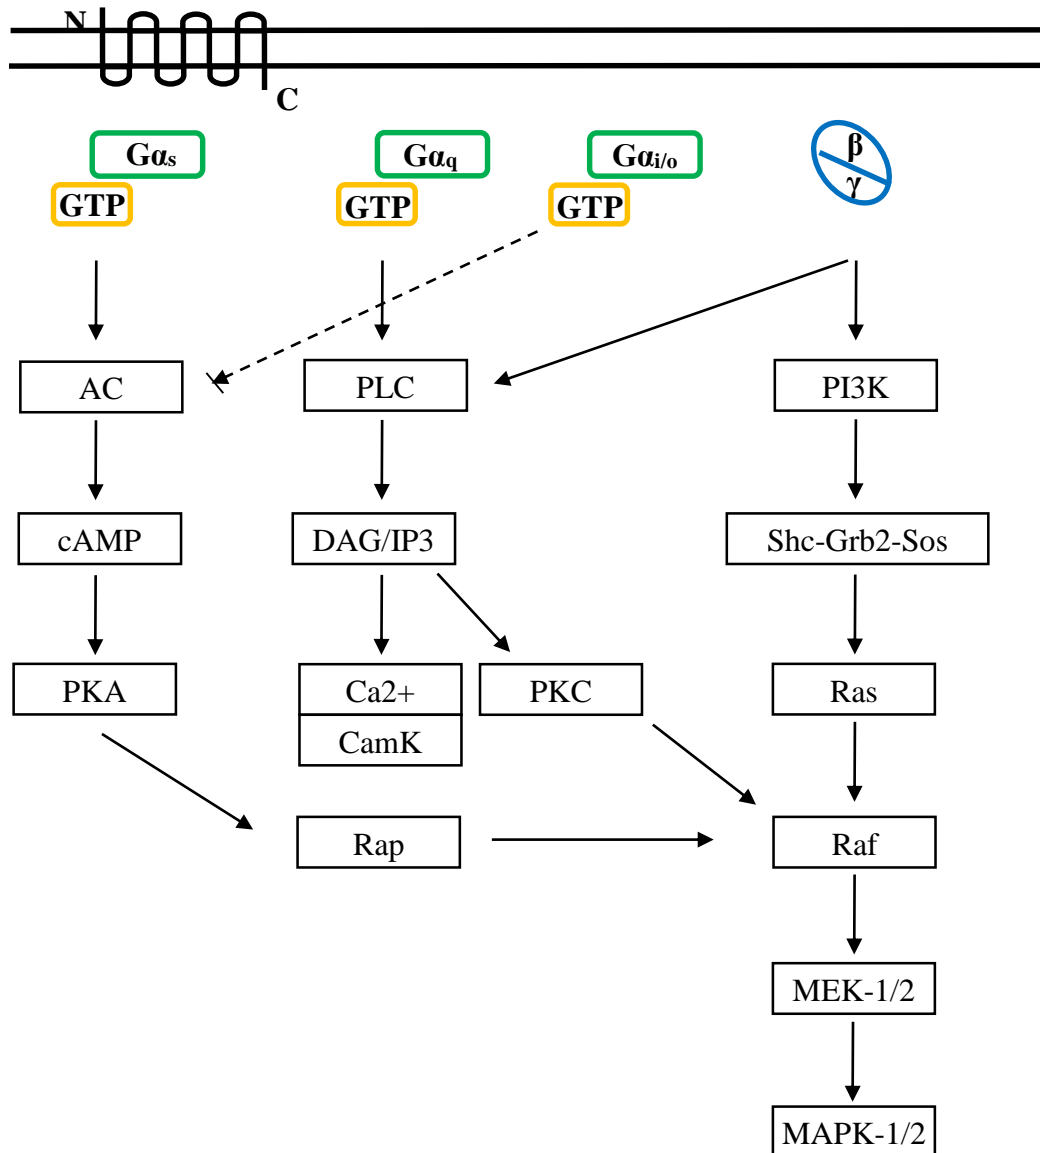 N
C
Gαs
Gαq
Gαi/o
β
γ
GTP
GTP
GTP
AC
PLC
PI3K
cAMP
DAG/IP3
Shc-Grb2-Sos
PKA
Ca2+
PKC
Ras
CamK
Rap
Raf
MEK-1/2
MAPK-1/2